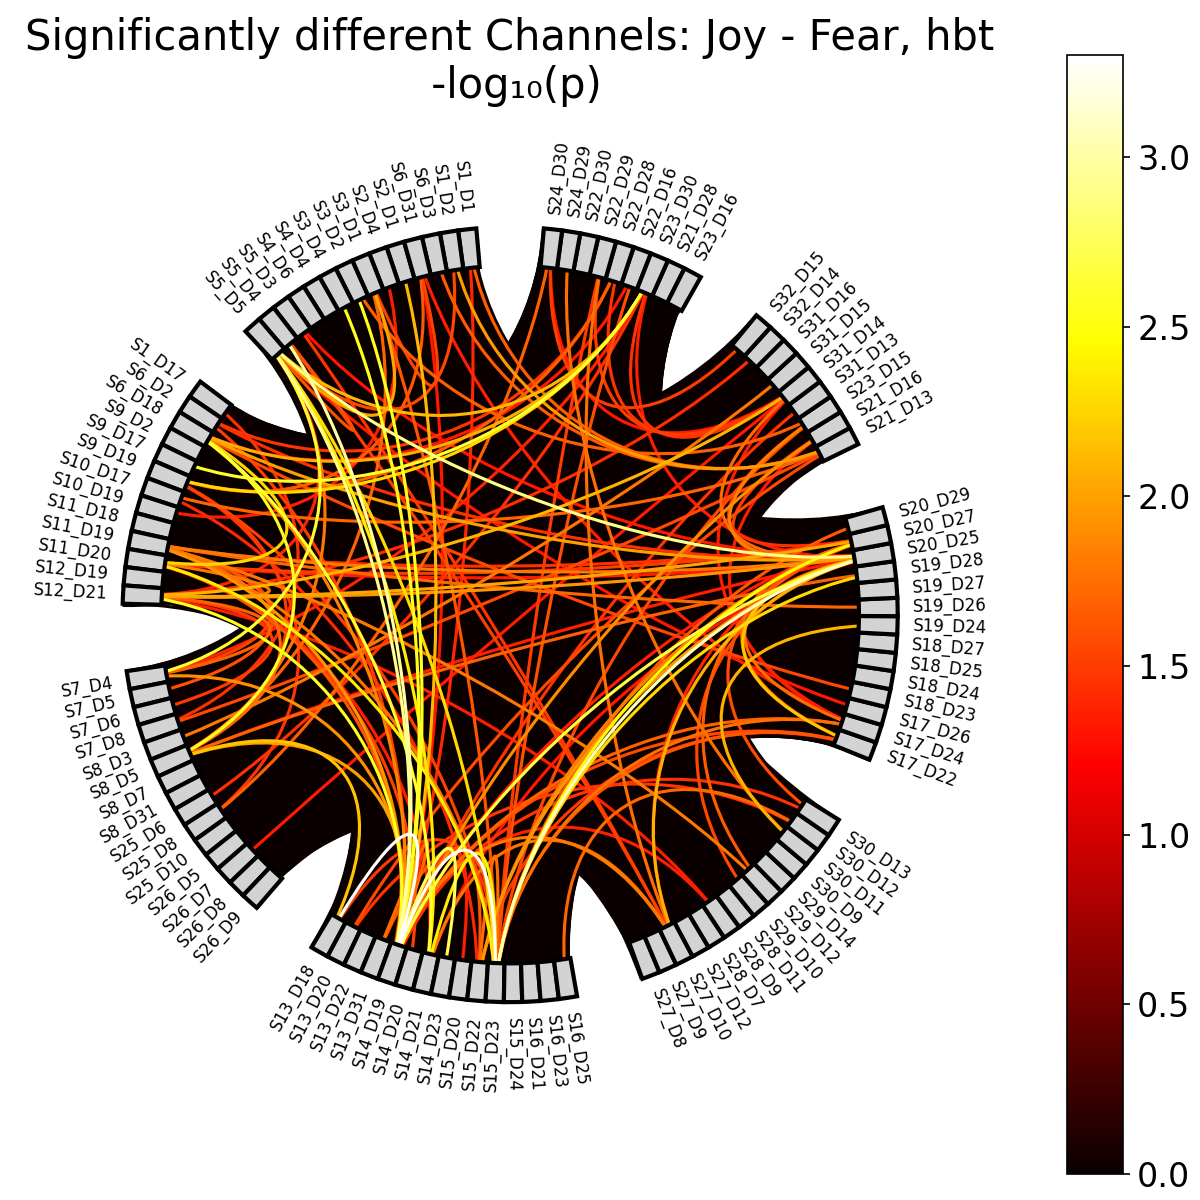 Significantly different Channels: Joy - Fear, hbt
-log₁₀(p)
S1_D1
S1_D2
S6_D3
S6_D31
S2_D1
S2_D4
S3_D1
S3_D2
S3_D4
S4_D4
S4_D6
S5_D3
S5_D4
S5_D5
S1_D17
S6_D2
S6_D18
S9_D2
S9_D17
S9_D19
S10_D17
S10_D19
S11_D18
S11_D19
S11_D20
S12_D19
S12_D21
S7_D4
S7_D5
S7_D6
S7_D8
S8_D3
S8_D5
S8_D7
S8_D31
S25_D6
S25_D8
S25_D10
S26_D5
S26_D7
S26_D8
S26_D9
S13_D18
S13_D20
S13_D22
S13_D31
S14_D19
S14_D20
S14_D21
S14_D23
S15_D20
S15_D22
S15_D23
S15_D24
S16_D21
S16_D23
S16_D25
S27_D8
S27_D9
S27_D10
S27_D12
S28_D7
S28_D9
S28_D11
S29_D10
S29_D12
S29_D14
S30_D9
S30_D11
S30_D12
S30_D13
S17_D22
S17_D24
S17_D26
S18_D23
S18_D24
S18_D25
S18_D27
S19_D24
S19_D26
S19_D27
S19_D28
S20_D25
S20_D27
S20_D29
S21_D13
S21_D16
S23_D15
S31_D13
S31_D14
S31_D15
S31_D16
S32_D14
S32_D15
S23_D16
S21_D28
S23_D30
S22_D16
S22_D28
S22_D29
S22_D30
S24_D29
S24_D30
3.0
2.5
2.0
1.5
1.0
0.5
0.0